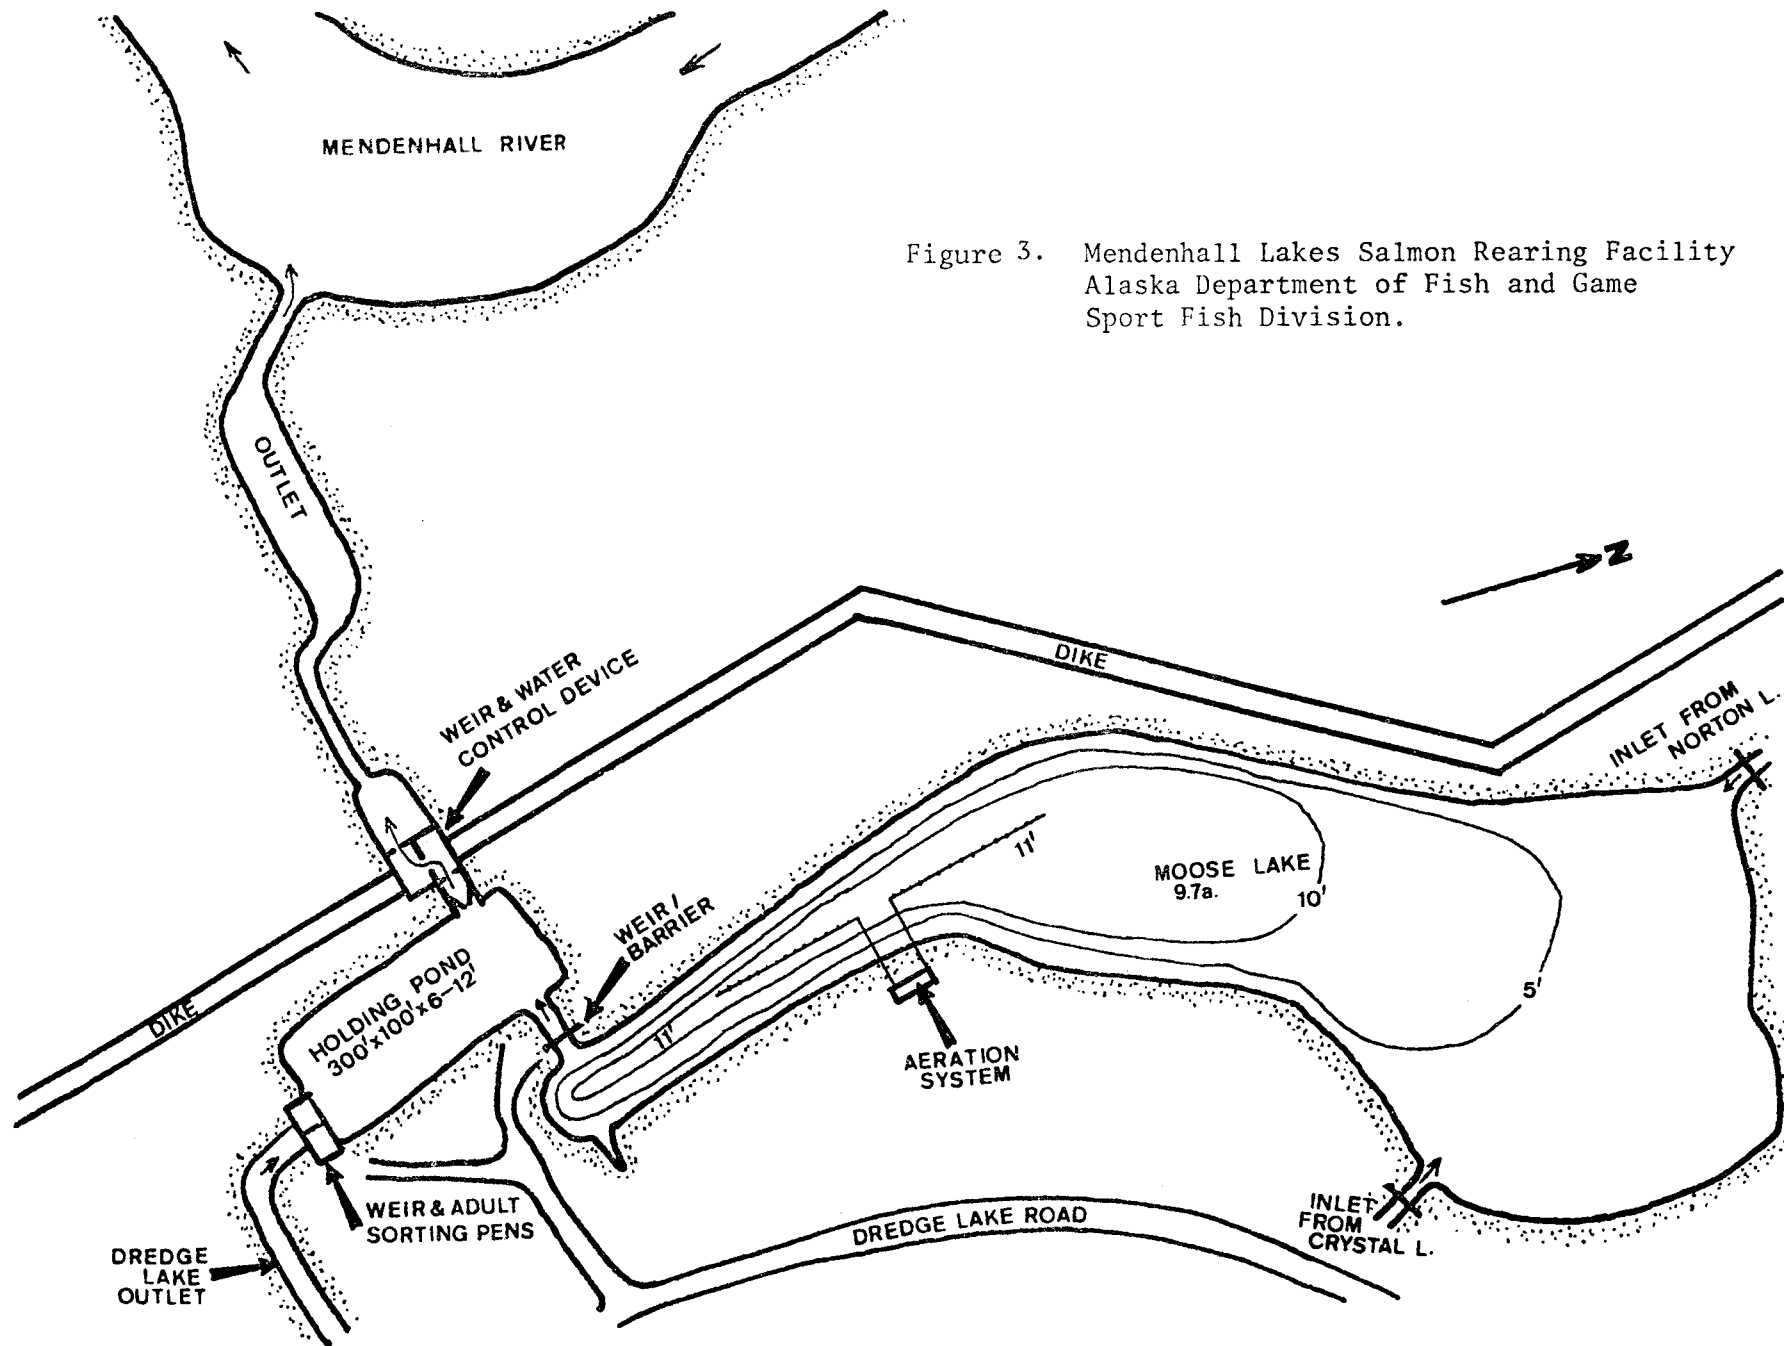 MENDENHALL RIVER
Figure 3. Mendenhall Lakes Salmon Rearing Facility
Alaska Department of Fish and Game
Sport Fish Division.
OUTLET
N
WEIR & WATER
CONTROL DEVICE
DIKE
INLET FROM
NORTON L.
11'
MOOSE LAKE
9.7a.
10'
WEIR/
BARRIER
5'
HOLDING POND
300'x100'x6-12'
DIKE
11'
AERATION
SYSTEM
WEIR & ADULT
SORTING PENS
DREDGE LAKE ROAD
INLET
FROM
CRYSTAL L.
DREDGE
LAKE
OUTLET